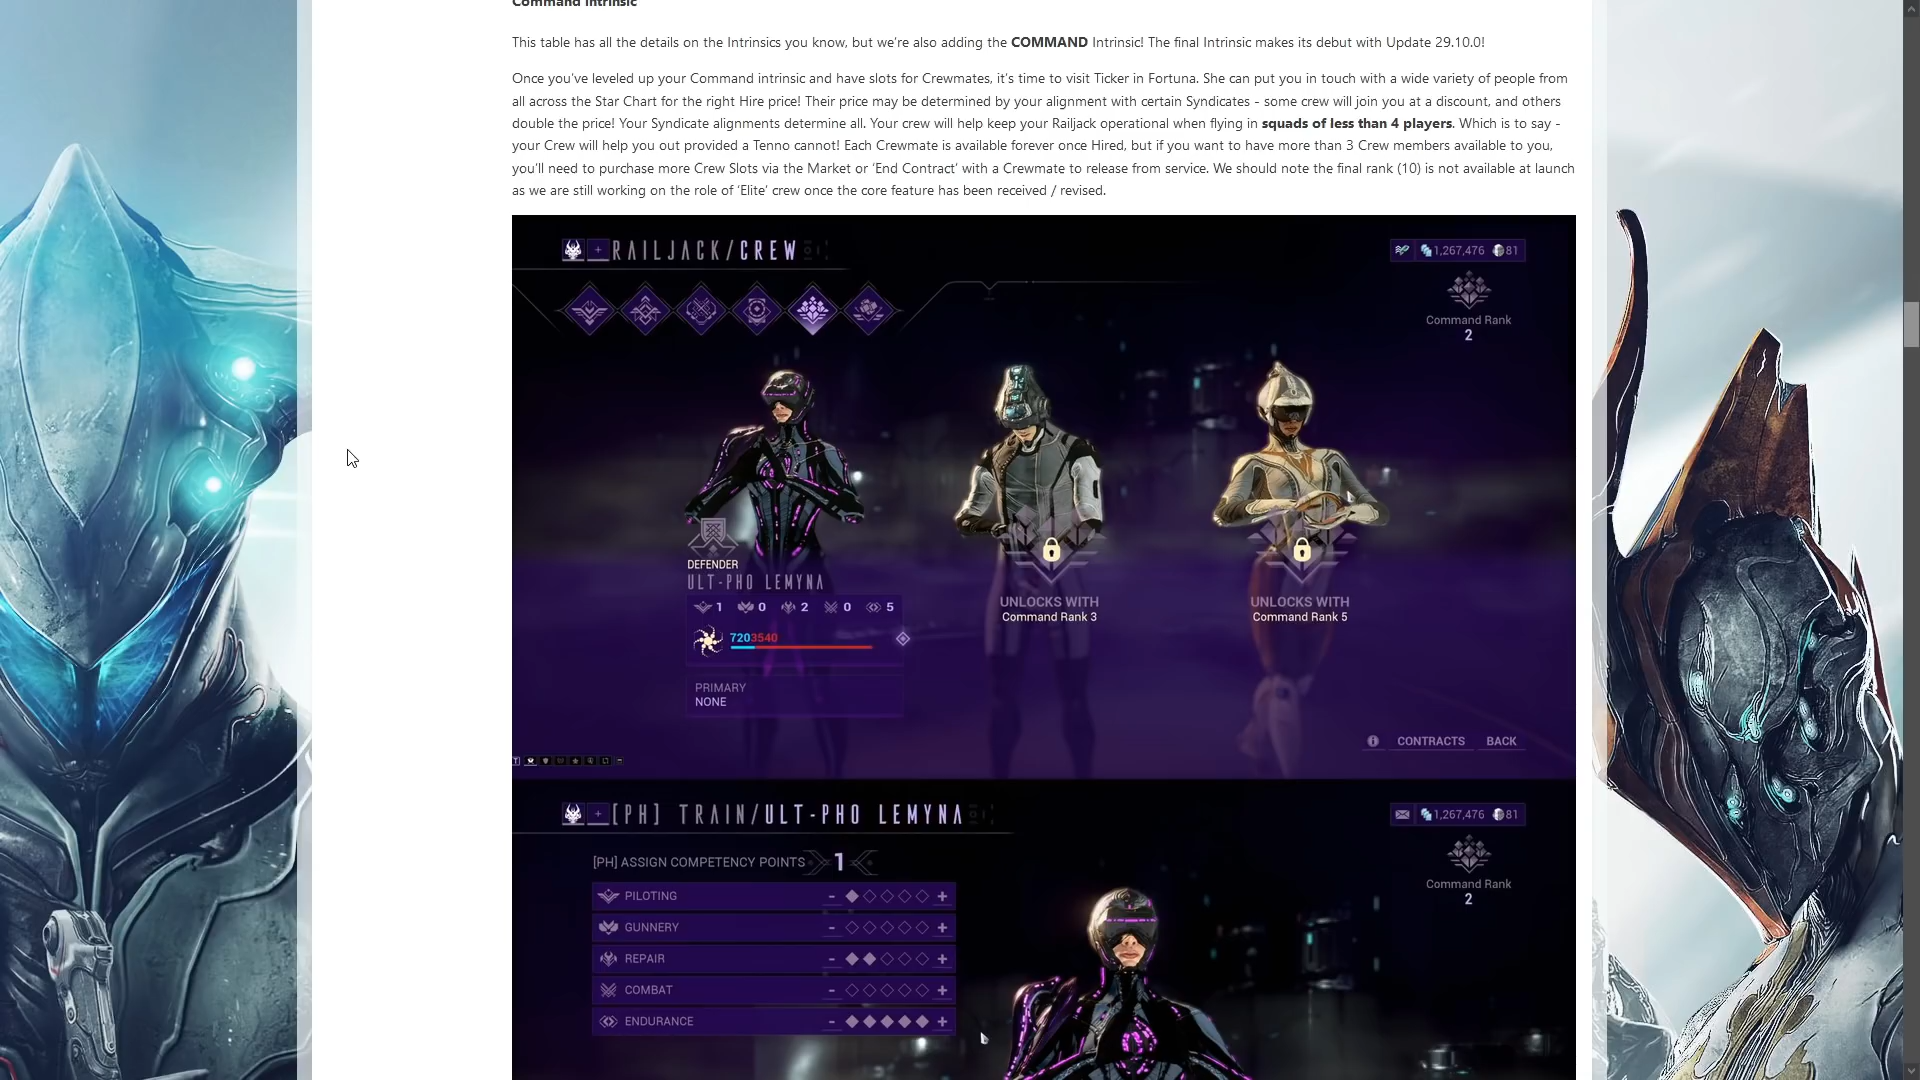 Command Intrinsic
This table has all the details on the Intrinsics you know, but we’re also adding the COMMAND Intrinsic! The final Intrinsic makes its debut with Update 29.10.0!
Once you’ve leveled up your Command intrinsic and have slots for Crewmates, it’s time to visit Ticker in Fortuna. She can put you in touch with a wide variety of people from
all across the Star Chart for the right Hire price! Their price may be determined by your alignment with certain Syndicates - some crew will join you at a discount, and others
double the price! Your Syndicate alignments determine all. Your crew will help keep your Railjack operational when flying in squads of less than 4 players. Which is to say -
your Crew will help you out provided a Tenno cannot! Each Crewmate is available forever once Hired, but if you want to have more than 3 Crew members available to you,
you’ll need to purchase more Crew Slots via the Market or ‘End Contract’ with a Crewmate to release from service. We should note the final rank (10) is not available at launch
as we are still working on the role of ‘Elite’ crew once the core feature has been received / revised.
RAILJACK/CREW
1,267,476 81
Command Rank
2
DEFENDER
ULT-PHO LEMYNA
1 0 2 0 5
720 3540
PRIMARY
NONE
UNLOCKS WITH
Command Rank 3
UNLOCKS WITH
Command Rank 5
CONTRACTS BACK
[PH] TRAIN/ULT-PHO LEMYNA
1,267,476 81
Command Rank
2
[PH] ASSIGN COMPETENCY POINTS 1
PILOTING - +
GUNNERY - +
REPAIR - +
COMBAT - +
ENDURANCE - +